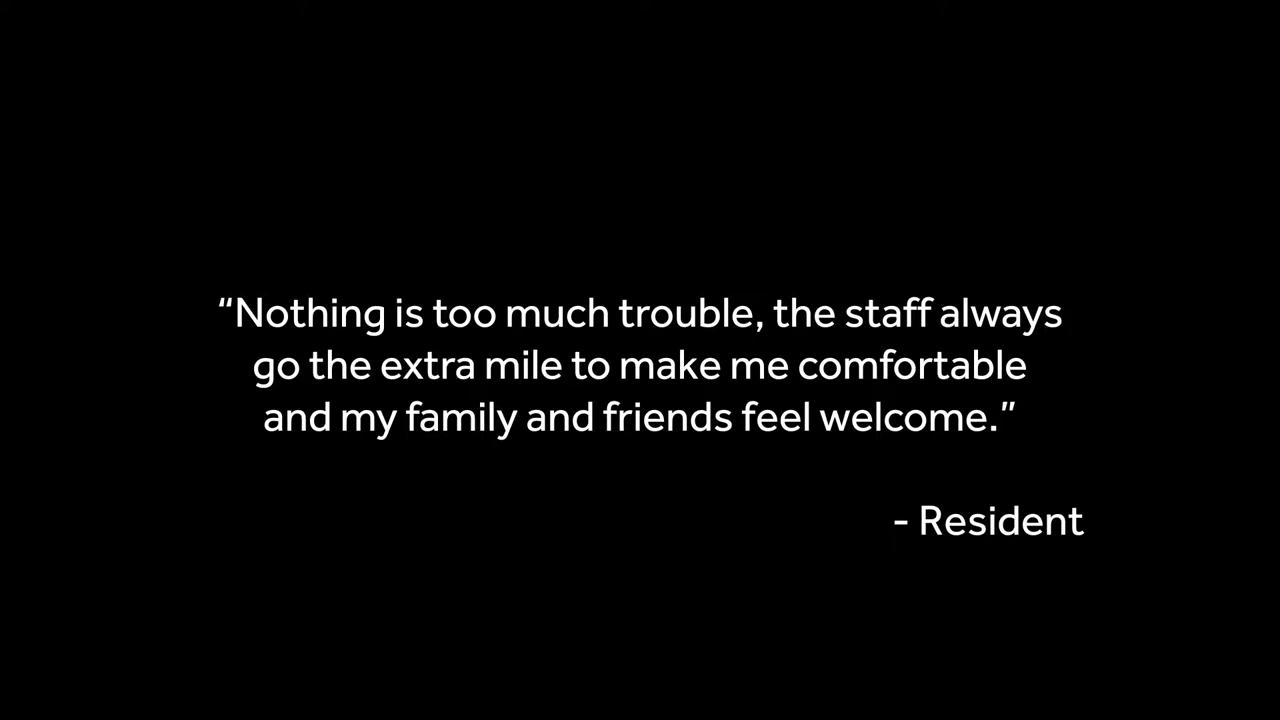 “Nothing is too much trouble, the staff always
go the extra mile to make me comfortable
and my family and friends feel welcome.”
- Resident